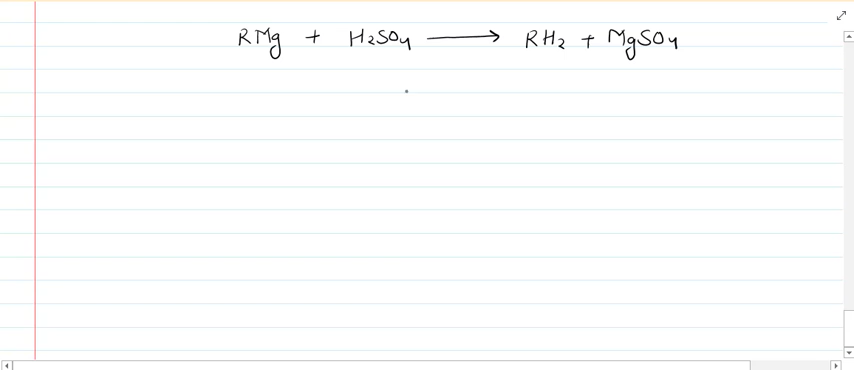 RMg + H₂SO₄ ⟶ RH₂ + MgSO₄